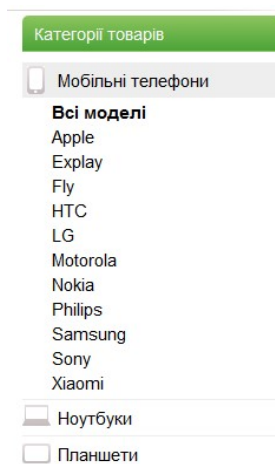 Категорії товарів
Мобільні телефони
Всі моделі
Apple
Explay
Fly
HTC
LG
Motorola
Nokia
Philips
Samsung
Sony
Xiaomi
Ноутбуки
Планшети